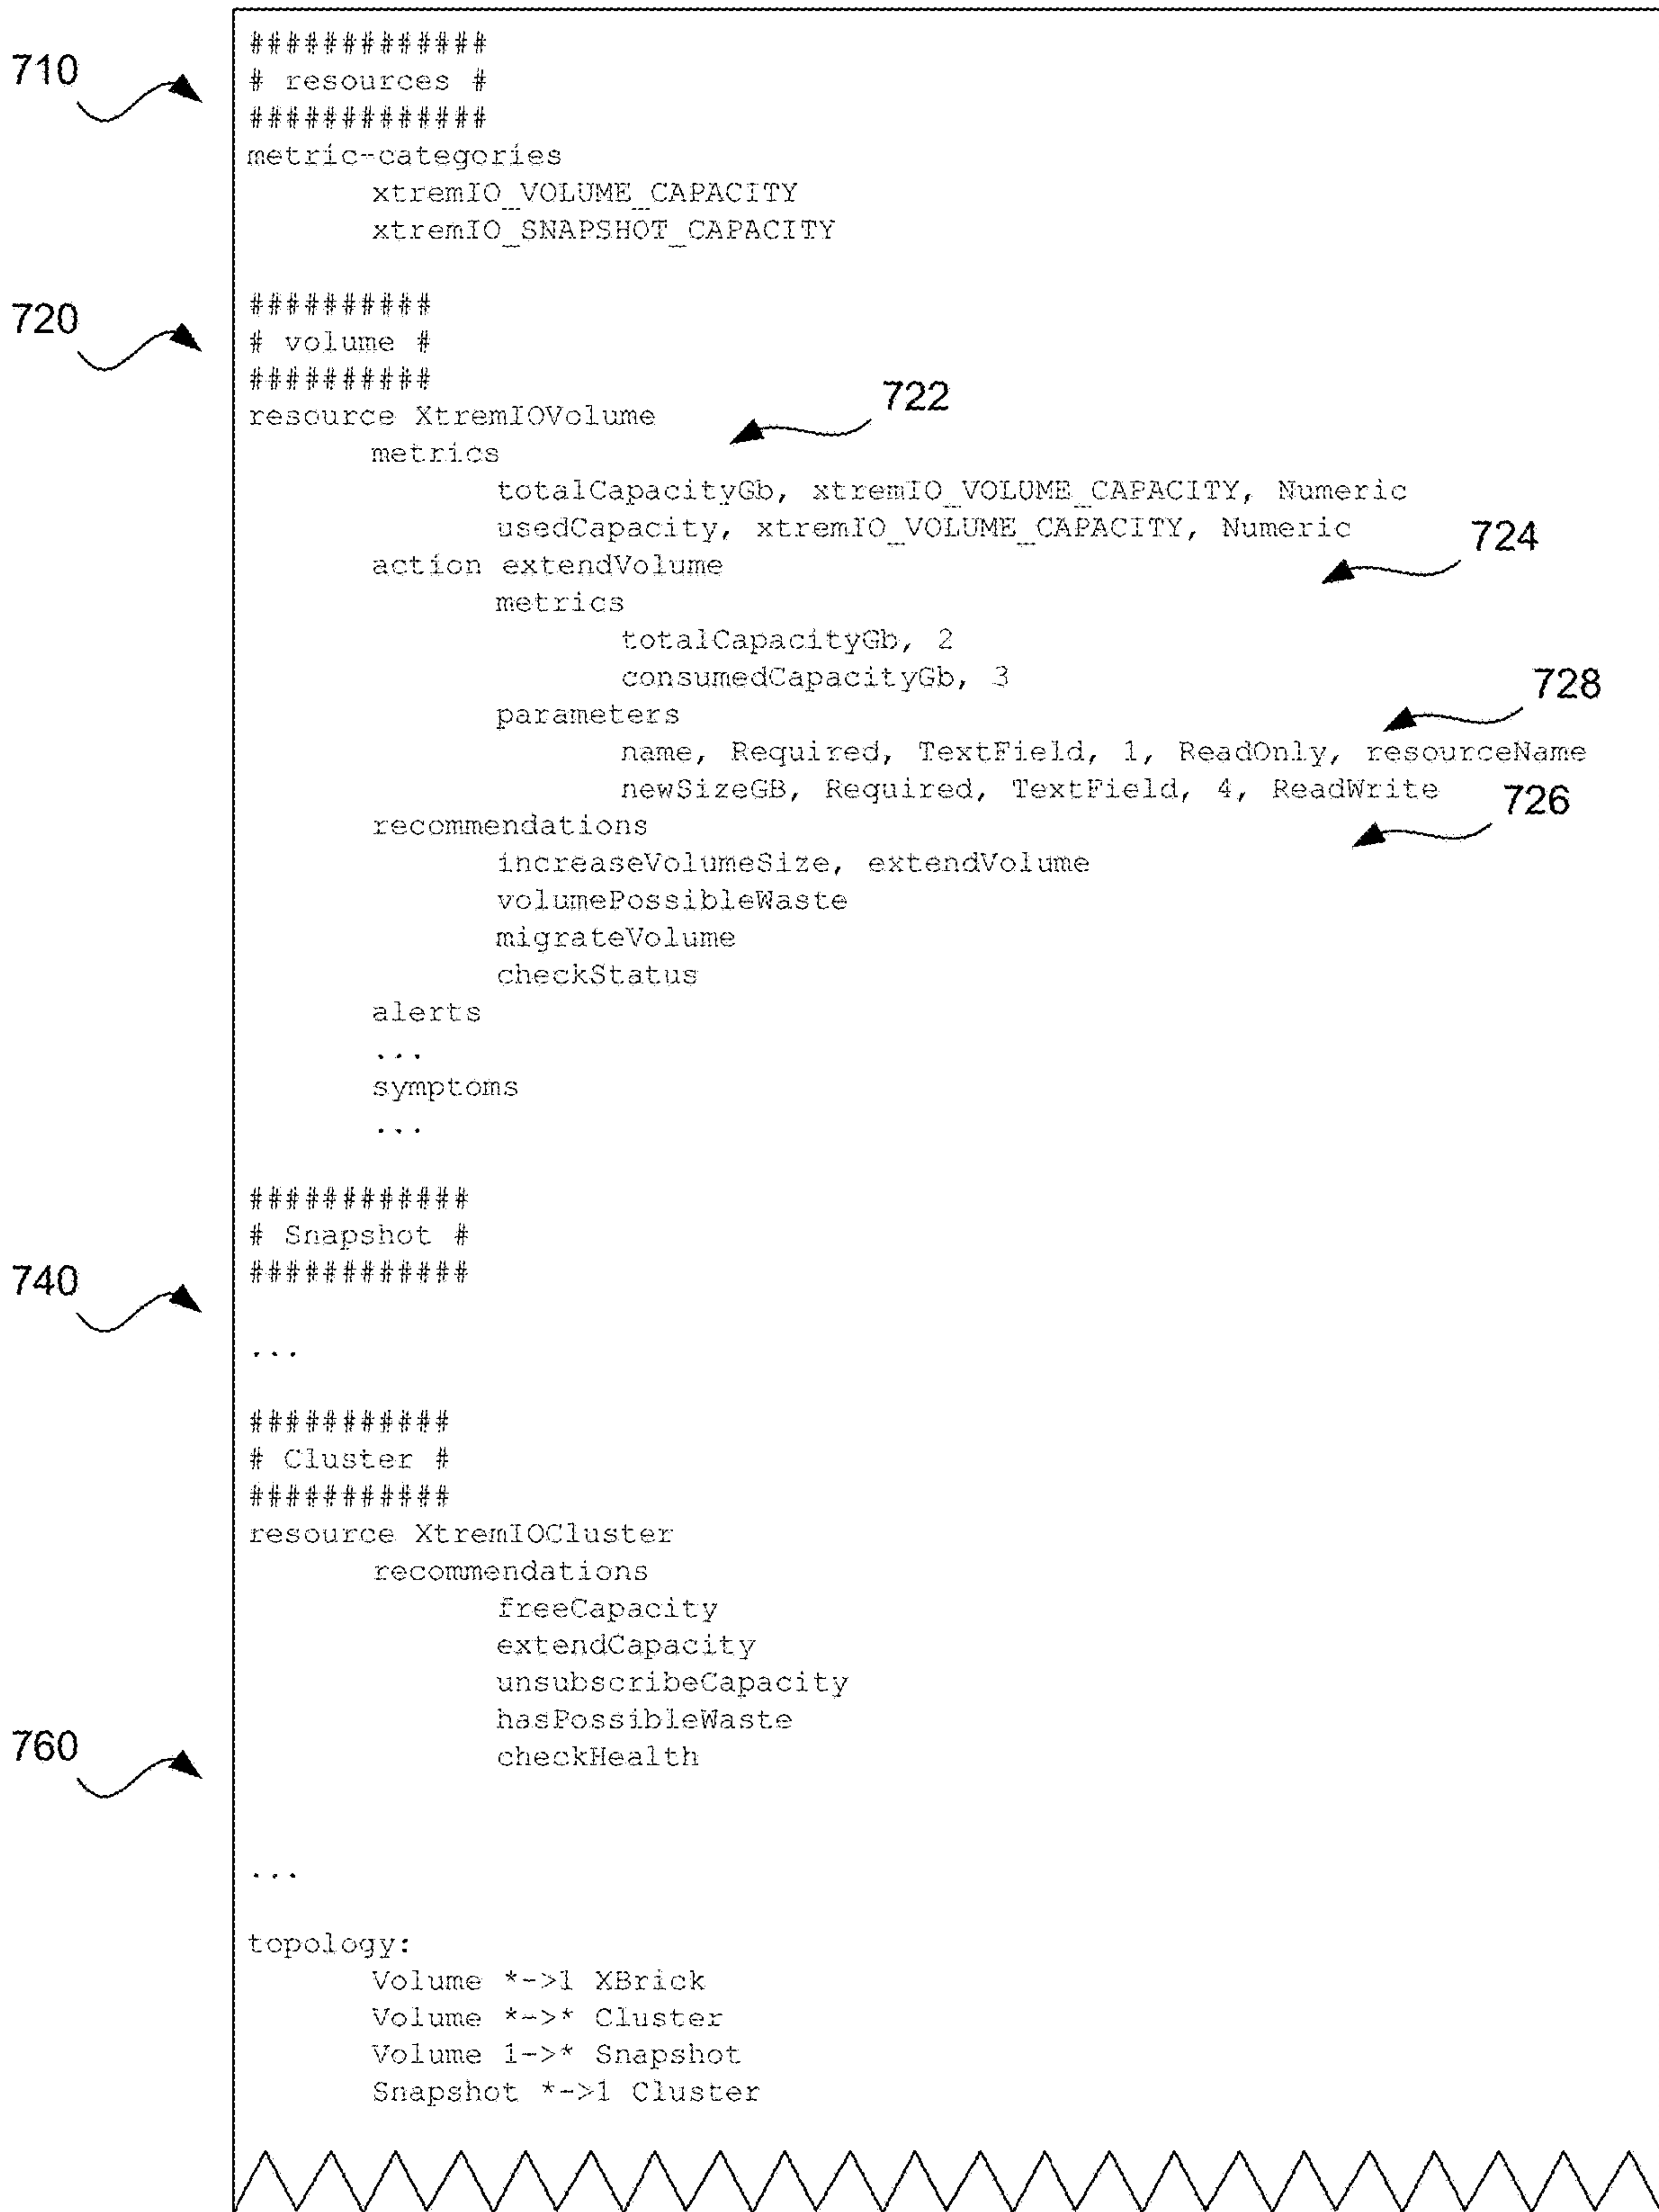 710
#############
# resources #
#############
metric-categories
xtremIO_VOLUME_CAPACITY
xtremIO_SNAPSHOT_CAPACITY
720
##########
# volume #
##########
resource XtremIOVolume
722
metrics
totalCapacityGb, xtremIO_VOLUME_CAPACITY, Numeric
usedCapacity, xtremIO_VOLUME_CAPACITY, Numeric
724
action extendVolume
metrics
totalCapacityGb, 2
consumedCapacityGb, 3
728
parameters
name, Required, TextField, 1, ReadOnly, resourceName
newSizeGB, Required, TextField, 4, ReadWrite
726
recommendations
increaseVolumeSize, extendVolume
volumePossibleWaste
migrateVolume
checkStatus
alerts
...
symptoms
...
############
# Snapshot #
############
740
...
###########
# Cluster #
###########
resource XtremIOCluster
recommendations
freeCapacity
extendCapacity
unsubscribeCapacity
hasPossibleWaste
760
checkHealth
...
topology:
Volume *->1 XBrick
Volume *->* Cluster
Volume 1->* Snapshot
Snapshot *->1 Cluster